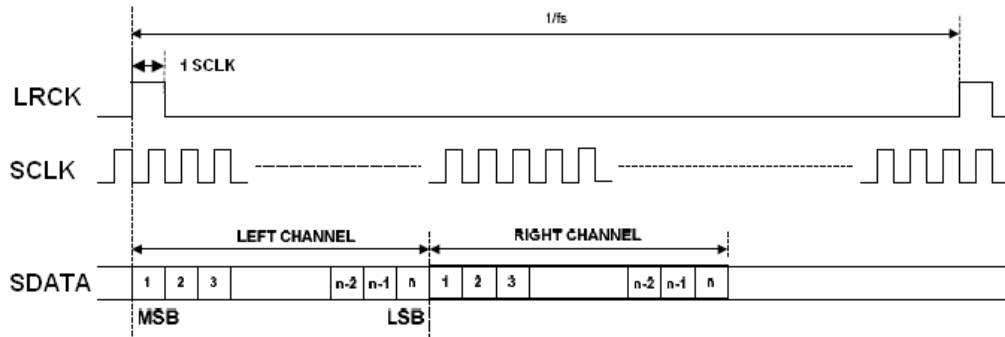 1/fs
1 SCLK
LRCK
SCLK
LEFT CHANNEL
RIGHT CHANNEL
SDATA
1 2 3 n-2 n-1 n 1 2 3 n-2 n-1 n
MSB LSB